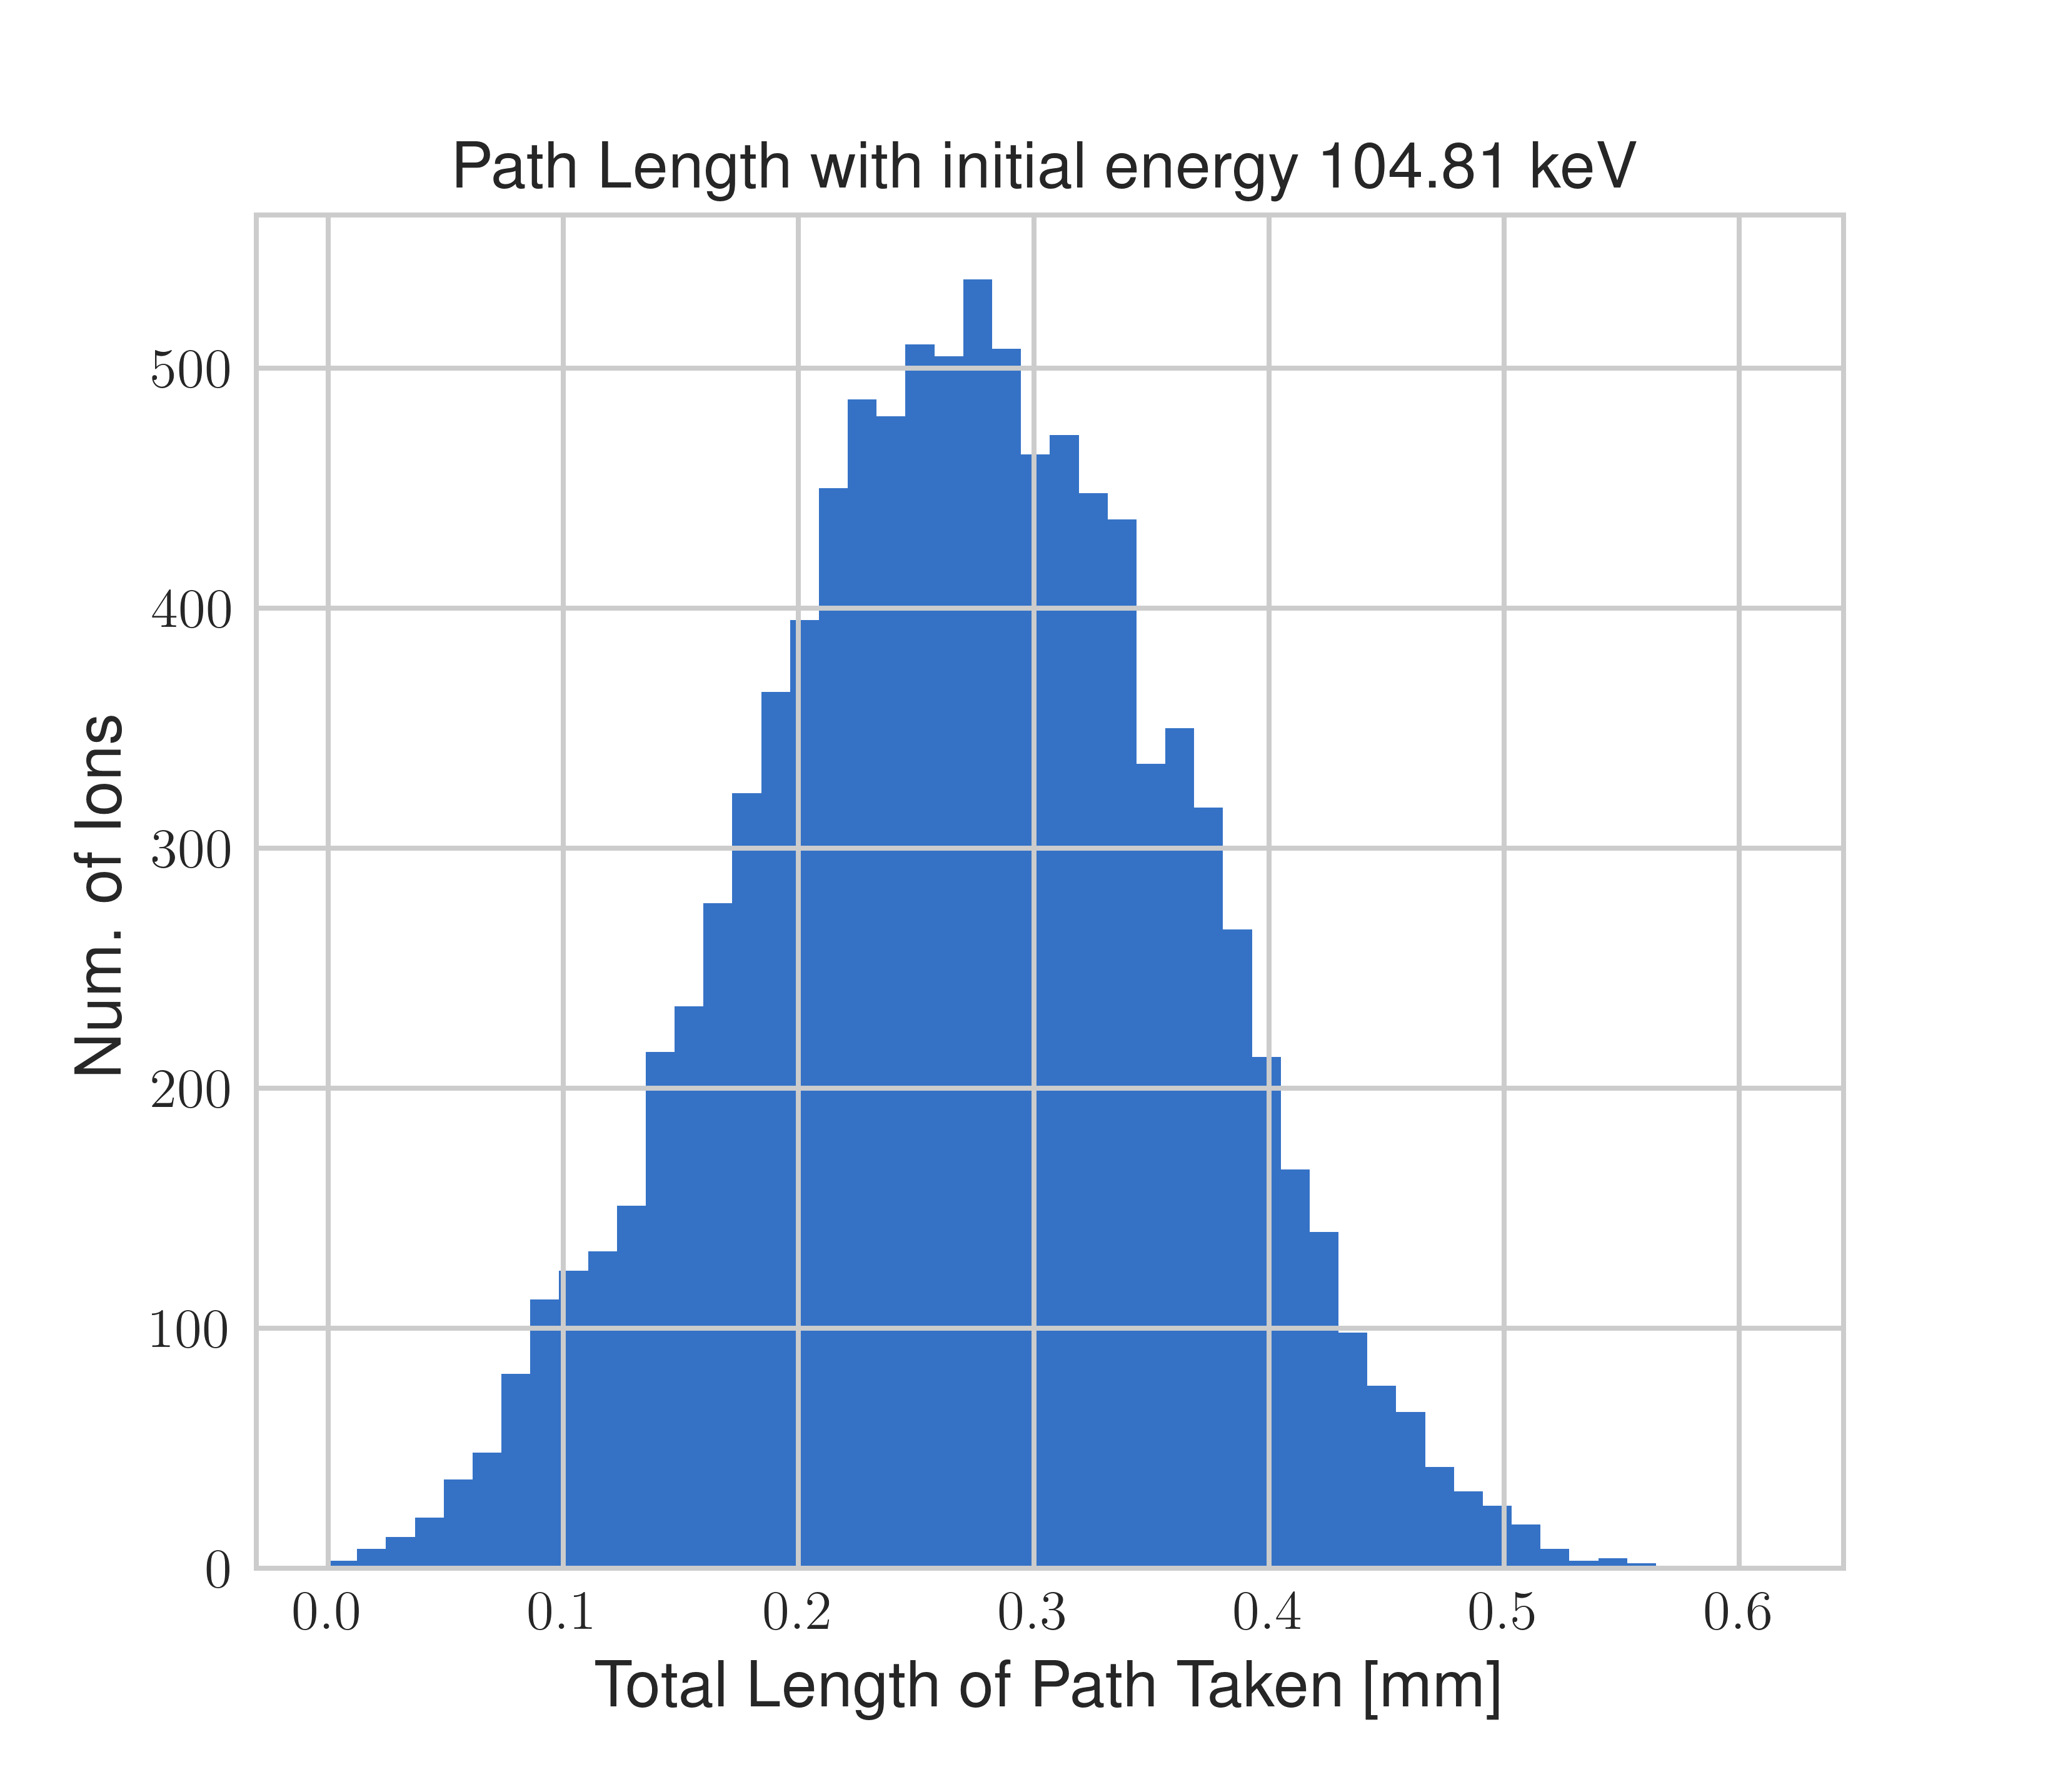 Path Length with initial energy 104.81 keV
500
400
300
200
100
0
Num. of Ions
0.0 0.1 0.2 0.3 0.4 0.5 0.6
Total Length of Path Taken [mm]